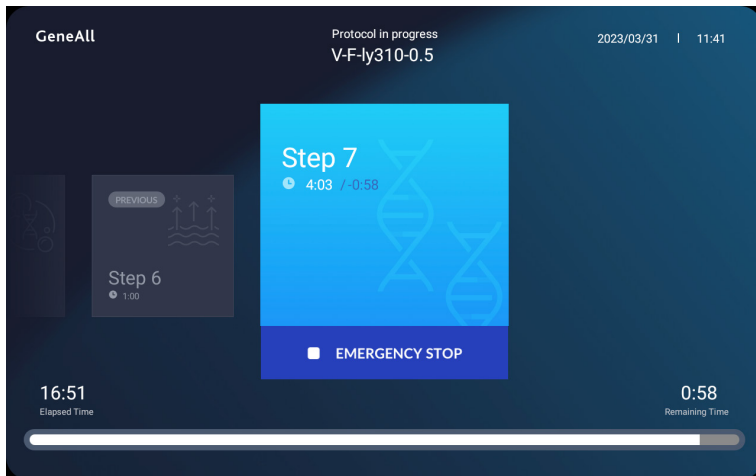 GeneAll
Protocol in progress
V-F-ly310-0.5
2023/03/31 | 11:41
Step 7
4:03 /-0:58
PREVIOUS
Step 6
1:00
EMERGENCY STOP
16:51
Elapsed Time
0:58
Remaining Time